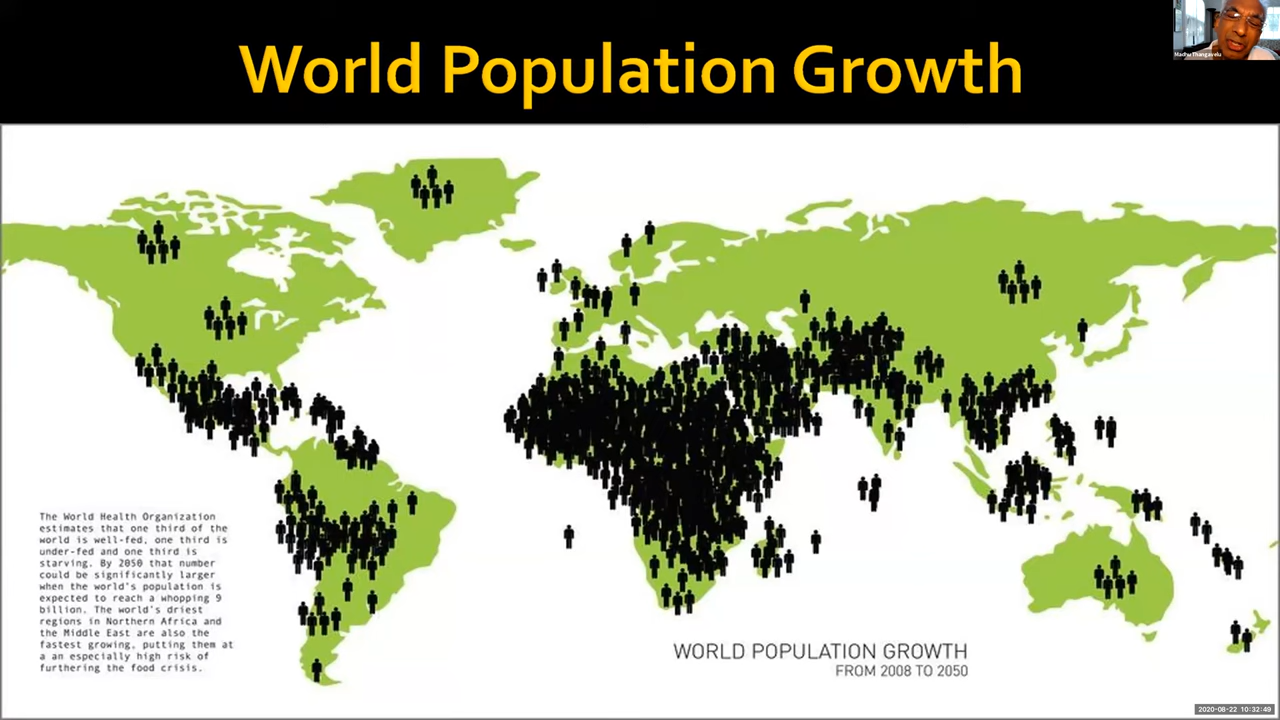 World Population Growth
Madhu Thangavelu
The World Health Organization
estimates that one third of the
world is well-fed, one third is
under-fed and one third is
starving. By 2050 that number
could be significantly larger
when the world's population is
expected to reach a whopping 9
billion. The world's driest
regions in Northern Africa and
the Middle East are also the
fastest growing, putting them at
a an especially high risk of
furthering the food crisis.
WORLD POPULATION GROWTH
FROM 2008 TO 2050
2020-08-22 10:32:49